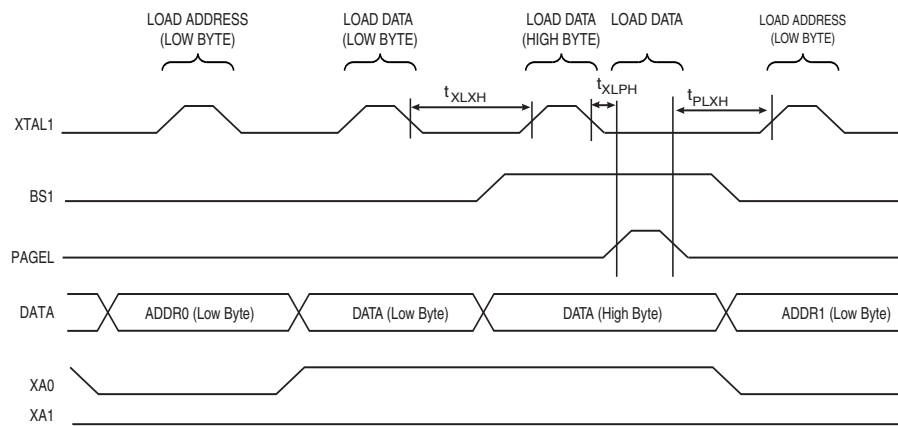 LOAD ADDRESS
(LOW BYTE)
LOAD DATA
(LOW BYTE)
LOAD DATA
(HIGH BYTE)
LOAD DATA
LOAD ADDRESS
(LOW BYTE)
tXLXH
tXLPH
tPLXH
XTAL1
BS1
PAGEL
DATA
ADDR0 (Low Byte)
DATA (Low Byte)
DATA (High Byte)
ADDR1 (Low Byte)
XA0
XA1